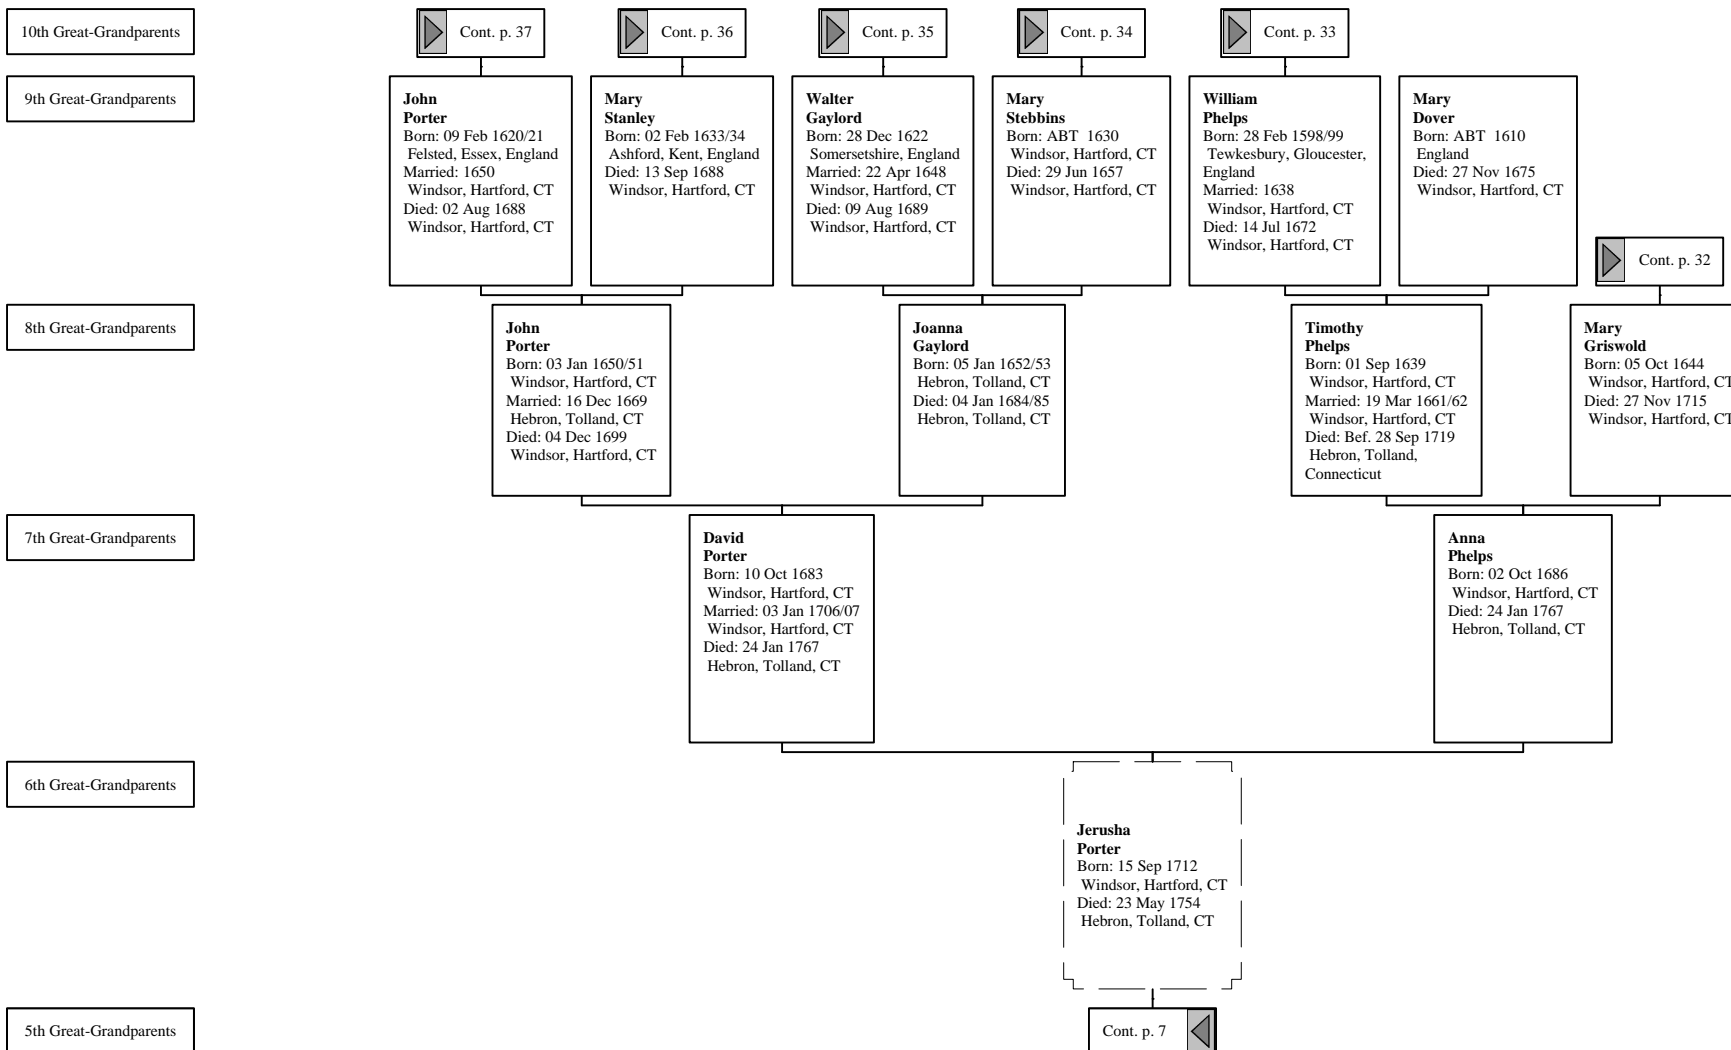 10th Great-Grandparents
Cont. p. 37
Cont. p. 36
Cont. p. 35
Cont. p. 34
Cont. p. 33
9th Great-Grandparents
John
Porter
Born: 09 Feb 1620/21
Felsted, Essex, England
Married: 1650
Windsor, Hartford, CT
Died: 02 Aug 1688
Windsor, Hartford, CT
Mary
Stanley
Born: 02 Feb 1633/34
Ashford, Kent, England
Died: 13 Sep 1688
Windsor, Hartford, CT
Walter
Gaylord
Born: 28 Dec 1622
Somersetshire, England
Married: 22 Apr 1648
Windsor, Hartford, CT
Died: 09 Aug 1689
Windsor, Hartford, CT
Mary
Stebbins
Born: ABT 1630
Windsor, Hartford, CT
Died: 29 Jun 1657
Windsor, Hartford, CT
William
Phelps
Born: 28 Feb 1598/99
Tewkesbury, Gloucester,
England
Married: 1638
Windsor, Hartford, CT
Died: 14 Jul 1672
Windsor, Hartford, CT
Mary
Dover
Born: ABT 1610
England
Died: 27 Nov 1675
Windsor, Hartford, CT
Cont. p. 32
8th Great-Grandparents
John
Porter
Born: 03 Jan 1650/51
Windsor, Hartford, CT
Married: 16 Dec 1669
Hebron, Tolland, CT
Died: 04 Dec 1699
Windsor, Hartford, CT
Joanna
Gaylord
Born: 05 Jan 1652/53
Hebron, Tolland, CT
Died: 04 Jan 1684/85
Hebron, Tolland, CT
Timothy
Phelps
Born: 01 Sep 1639
Windsor, Hartford, CT
Married: 19 Mar 1661/62
Windsor, Hartford, CT
Died: Bef. 28 Sep 1719
Hebron, Tolland,
Connecticut
Mary
Griswold
Born: 05 Oct 1644
Windsor, Hartford, CT
Died: 27 Nov 1715
Windsor, Hartford, CT
7th Great-Grandparents
David
Porter
Born: 10 Oct 1683
Windsor, Hartford, CT
Married: 03 Jan 1706/07
Windsor, Hartford, CT
Died: 24 Jan 1767
Hebron, Tolland, CT
Anna
Phelps
Born: 02 Oct 1686
Windsor, Hartford, CT
Died: 24 Jan 1767
Hebron, Tolland, CT
6th Great-Grandparents
Jerusha
Porter
Born: 15 Sep 1712
Windsor, Hartford, CT
Died: 23 May 1754
Hebron, Tolland, CT
5th Great-Grandparents
Cont. p. 7